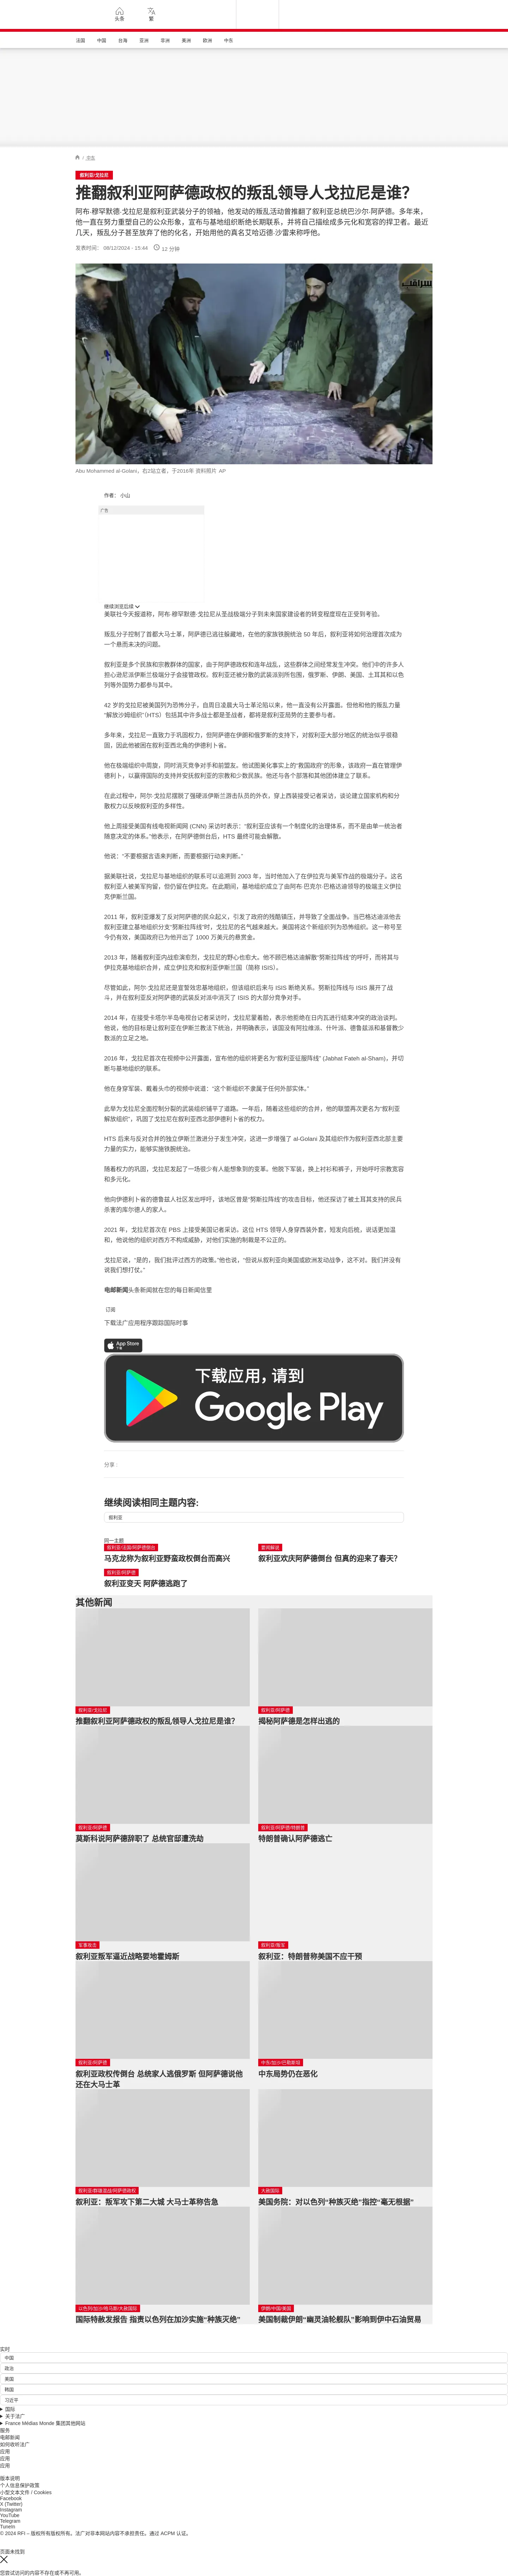 头条
繁
法国
中国
台海
亚洲
非洲
美洲
欧洲
中东
/ 中东
叙利亚/戈拉尼
推翻叙利亚阿萨德政权的叛乱领导人戈拉尼是谁？
阿布·穆罕默德·戈拉尼是叙利亚武装分子的领袖，他发动的叛乱活动曾推翻了叙利亚总统巴沙尔·阿萨德。多年来，
他一直在努力重塑自己的公众形象，宣布与基地组织断绝长期联系，并将自己描绘成多元化和宽容的捍卫者。最近
几天，叛乱分子甚至放弃了他的化名，开始用他的真名艾哈迈德·沙雷来称呼他。
发表时间： 08/12/2024 - 15:44 12 分钟
Abu Mohammed al-Golani，右2站立者，于2016年 资料照片 AP
作者： 小山
广告
继续浏览后续
美联社今天报道称，阿布·穆罕默德·戈拉尼从圣战极端分子到未来国家建设者的转变程度现在正受到考验。
叛乱分子控制了首都大马士革，阿萨德已逃往躲藏地，在他的家族铁腕统治 50 年后，叙利亚将如何治理首次成为
一个悬而未决的问题。
叙利亚是多个民族和宗教群体的国家，由于阿萨德政权和连年战乱，这些群体之间经常发生冲突。他们中的许多人
担心逊尼派伊斯兰极端分子会接管政权。叙利亚还被分散的武装派别所包围，俄罗斯、伊朗、美国、土耳其和以色
列等外国势力都参与其中。
42 岁的戈拉尼被美国列为恐怖分子，自周日凌晨大马士革沦陷以来，他一直没有公开露面。但他和他的叛乱力量
“解放沙姆组织”（HTS）包括其中许多战士都是圣战者，都将是叙利亚局势的主要参与者。
多年来，戈拉尼一直致力于巩固权力，但阿萨德在伊朗和俄罗斯的支持下，对叙利亚大部分地区的统治似乎很稳
固，因此他被困在叙利亚西北角的伊德利卜省。
他在极端组织中周旋，同时消灭竞争对手和前盟友。他试图美化事实上的“救国政府”的形象，该政府一直在管理伊
德利卜，以赢得国际的支持并安抚叙利亚的宗教和少数民族。他还与各个部落和其他团体建立了联系。
在此过程中，阿尔·戈拉尼摆脱了强硬派伊斯兰游击队员的外衣，穿上西装接受记者采访，谈论建立国家机构和分
散权力以反映叙利亚的多样性。
他上周接受美国有线电视新闻网 (CNN) 采访时表示：“叙利亚应该有一个制度化的治理体系，而不是由单一统治者
随意决定的体系。”他表示，在阿萨德倒台后，HTS 最终可能会解散。
他说：“不要根据言语来判断，而要根据行动来判断。”
据美联社说，戈拉尼与基地组织的联系可以追溯到 2003 年，当时他加入了在伊拉克与美军作战的极端分子。这名
叙利亚人被美军拘留，但仍留在伊拉克。在此期间，基地组织成立了由阿布·巴克尔·巴格达迪领导的极端主义伊拉
克伊斯兰国。
2011 年，叙利亚爆发了反对阿萨德的民众起义，引发了政府的残酷镇压，并导致了全面战争。当巴格达迪派他去
叙利亚建立基地组织分支“努斯拉阵线”时，戈拉尼的名气越来越大。美国将这个新组织列为恐怖组织。这一称号至
今仍有效，美国政府已为他开出了 1000 万美元的悬赏金。
2013 年，随着叙利亚内战愈演愈烈，戈拉尼的野心也愈大。他不顾巴格达迪解散“努斯拉阵线”的呼吁，而将其与
伊拉克基地组织合并，成立伊拉克和叙利亚伊斯兰国（简称 ISIS）。
尽管如此，阿尔·戈拉尼还是宣誓效忠基地组织，但该组织后来与 ISIS 断绝关系。努斯拉阵线与 ISIS 展开了战
斗，并在叙利亚反对阿萨德的武装反对派中消灭了 ISIS 的大部分竞争对手。
2014 年，在接受卡塔尔半岛电视台记者采访时，戈拉尼蒙着脸，表示他拒绝在日内瓦进行结束冲突的政治谈判。
他说，他的目标是让叙利亚在伊斯兰教法下统治，并明确表示，该国没有阿拉维派、什叶派、德鲁兹派和基督教少
数派的立足之地。
2016 年，戈拉尼首次在视频中公开露面，宣布他的组织将更名为“叙利亚征服阵线” (Jabhat Fateh al-Sham)，并切
断与基地组织的联系。
他在身穿军装、戴着头巾的视频中说道：“这个新组织不隶属于任何外部实体。”
此举为戈拉尼全面控制分裂的武装组织铺平了道路。一年后，随着这些组织的合并，他的联盟再次更名为“叙利亚
解放组织”，巩固了戈拉尼在叙利亚西北部伊德利卜省的权力。
HTS 后来与反对合并的独立伊斯兰激进分子发生冲突，这进一步增强了 al-Golani 及其组织作为叙利亚西北部主要
力量的实力，能够实施铁腕统治。
随着权力的巩固，戈拉尼发起了一场很少有人能想象到的变革。他脱下军装，换上衬衫和裤子，开始呼吁宗教宽容
和多元化。
他向伊德利卜省的德鲁兹人社区发出呼吁，该地区曾是“努斯拉阵线”的攻击目标，他还探访了被土耳其支持的民兵
杀害的库尔德人的家人。
2021 年，戈拉尼首次在 PBS 上接受美国记者采访。这位 HTS 领导人身穿西装外套，短发向后梳，说话更加温
和，他说他的组织对西方不构成威胁，对他们实施的制裁是不公正的。
戈拉尼说，“是的，我们批评过西方的政策。”他也说，“但说从叙利亚向美国或欧洲发动战争，这不对。我们并没有
说我们想打仗。”
电邮新闻头条新闻就在您的每日新闻信里
订阅
下载法广应用程序跟踪国际时事
App Store
下载
下载应用，请到
Google Play
分享 :
继续阅读相同主题内容:
叙利亚
同一主题
叙利亚/法国/阿萨德倒台
马克龙称为叙利亚野蛮政权倒台而高兴
要闻解说
叙利亚欢庆阿萨德倒台 但真的迎来了春天？
叙利亚/阿萨德
叙利亚变天 阿萨德逃跑了
其他新闻
叙利亚/戈拉尼
推翻叙利亚阿萨德政权的叛乱领导人戈拉尼是谁？
叙利亚/阿萨德
揭秘阿萨德是怎样出逃的
叙利亚/阿萨德
莫斯科说阿萨德辞职了 总统官邸遭洗劫
叙利亚/阿萨德/特朗普
特朗普确认阿萨德逃亡
军事攻击
叙利亚叛军逼近战略要地霍姆斯
叙利亚/叛军
叙利亚：特朗普称美国不应干预
叙利亚/阿萨德
叙利亚政权传倒台 总统家人逃俄罗斯 但阿萨德说他
还在大马士革
中东/加沙/巴勒斯坦
中东局势仍在恶化
叙利亚/群雄混战/阿萨德政权
叙利亚：叛军攻下第二大城 大马士革称告急
大赦国际
美国务院：对以色列“种族灭绝”指控“毫无根据”
以色列/加沙/哈马斯/大赦国际
国际特赦发报告 指责以色列在加沙实施“种族灭绝”
伊朗/中国/美国
美国制裁伊朗“幽灵油轮舰队”影响到伊中石油贸易
实时
中国
政治
美国
韩国
习近平
国际
关于法广
France Médias Monde 集团其他网站
服务
电邮新闻
如何收听法广
应用
应用
应用
版本说明
个人信息保护政策
小型文本文件 / Cookies
Facebook
X (Twitter)
Instagram
YouTube
Telegram
TuneIn
© 2024 RFI – 版权所有版权所有。法广对非本网站内容不承担责任。通过 ACPM 认证。
页面未找到
您尝试访问的内容不存在或不再可用。